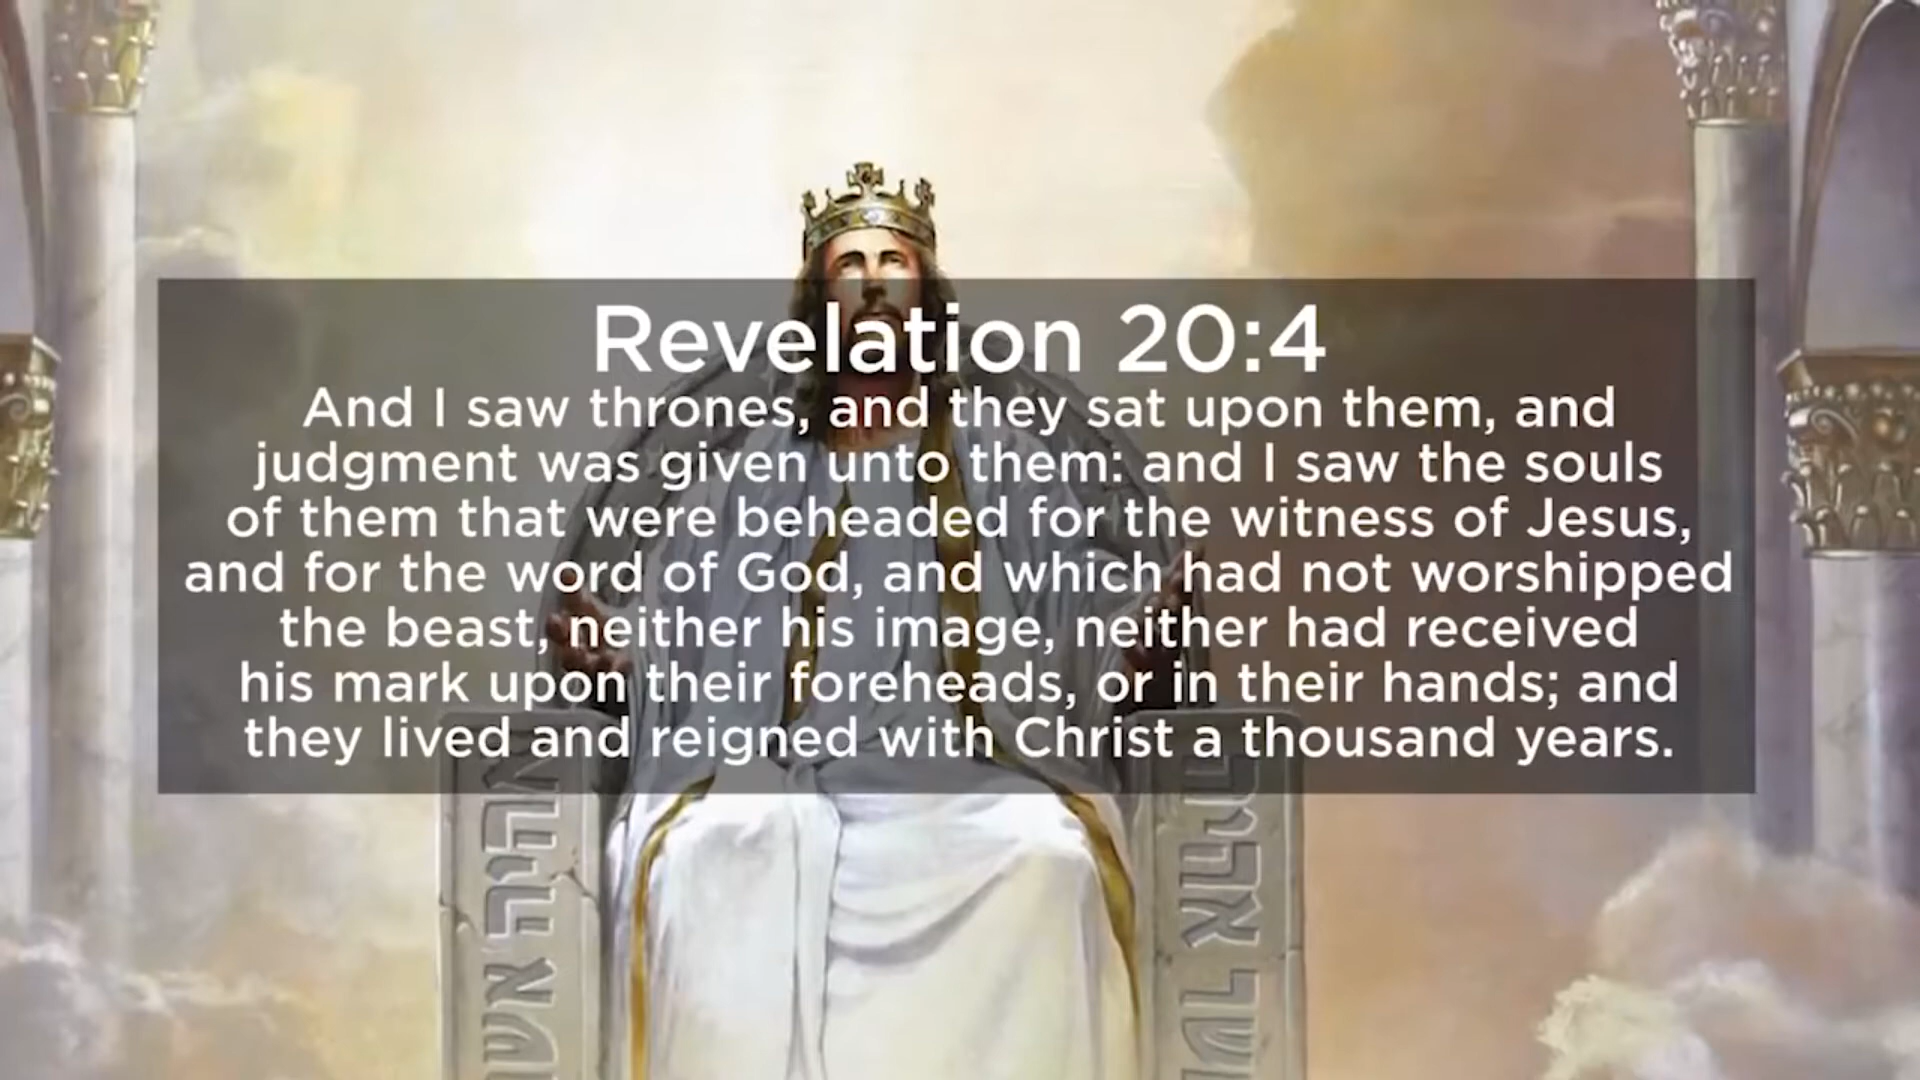 Revelation 20:4
And I saw thrones, and they sat upon them, and
judgment was given unto them: and I saw the souls
of them that were beheaded for the witness of Jesus,
and for the word of God, and which had not worshipped
the beast, neither his image, neither had received
his mark upon their foreheads, or in their hands; and
they lived and reigned with Christ a thousand years.